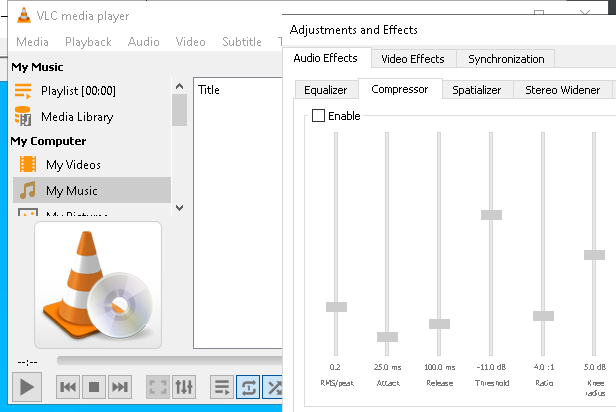 VLC media player
Media Playback Audio Video Subtitle
My Music
Playlist [00:00]
Media Library
My Computer
My Videos
My Music
My Pictures
Title
--:--
Adjustments and Effects
Audio Effects Video Effects Synchronization
Equalizer Compressor Spatializer Stereo Widener
Enable
0.2 25.0 ms 100.0 ms -11.0 dB 4.0 :1 5.0 dB
RMS/peak Attack Release Threshold Ratio Knee
radius